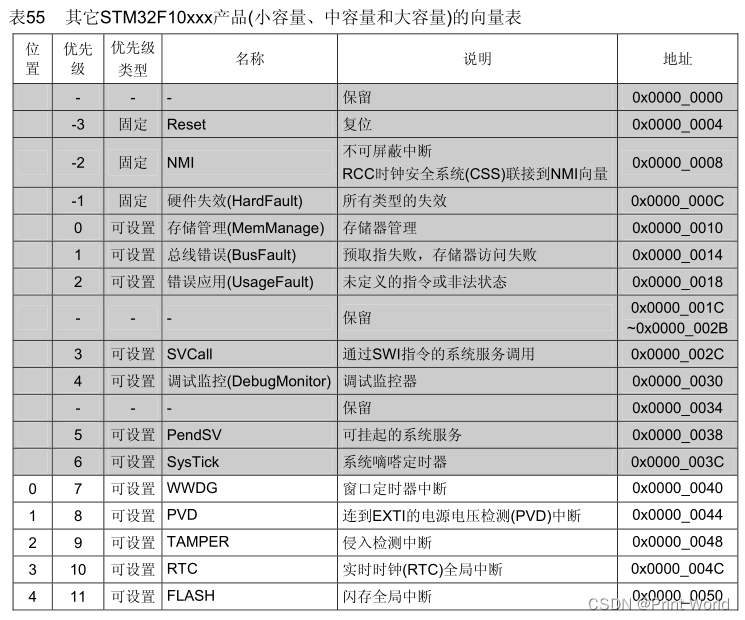 表55 其它STM32F10xxx产品(小容量、中容量和大容量)的向量表
位置 优先级 优先级类型 名称 说明 地址
- - - 保留 0x0000_0000
-3 固定 Reset 复位 0x0000_0004
-2 固定 NMI 不可屏蔽中断 RCC时钟安全系统(CSS)联接到NMI向量 0x0000_0008
-1 固定 硬件失效(HardFault) 所有类型的失效 0x0000_000C
0 可设置 存储管理(MemManage) 存储器管理 0x0000_0010
1 可设置 总线错误(BusFault) 预取指失败，存储器访问失败 0x0000_0014
2 可设置 错误应用(UsageFault) 未定义的指令或非法状态 0x0000_0018
- - - 保留 0x0000_001C ~0x0000_002B
3 可设置 SVCall 通过SWI指令的系统服务调用 0x0000_002C
4 可设置 调试监控(DebugMonitor) 调试监控器 0x0000_0030
- - - 保留 0x0000_0034
5 可设置 PendSV 可挂起的系统服务 0x0000_0038
6 可设置 SysTick 系统嘀嗒定时器 0x0000_003C
0 7 可设置 WWDG 窗口定时器中断 0x0000_0040
1 8 可设置 PVD 连到EXTI的电源电压检测(PVD)中断 0x0000_0044
2 9 可设置 TAMPER 侵入检测中断 0x0000_0048
3 10 可设置 RTC 实时时钟(RTC)全局中断 0x0000_004C
4 11 可设置 FLASH 闪存全局中断 0x0000_0050
CSDN @Print World